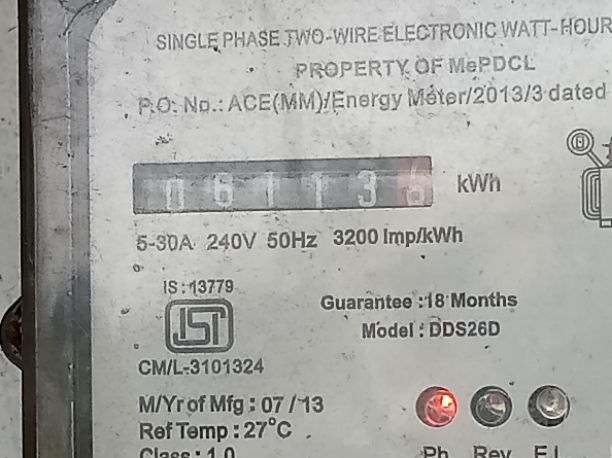 SINGLE PHASE TWO-WIRE ELECTRONIC WATT-HOUR
PROPERTY OF MePDCL
P.O. No.: ACE(MM)/Energy Meter/2013/3 dated
061136 kWh
5-30A 240V 50Hz 3200 imp/kWh
IS : 13779
Guarantee : 18 Months
ISI
Model : DDS26D
CM/L-3101324
M/Yr of Mfg : 07 / 13
Ref Temp : 27°C
Ph Rev E.L
Class : 1.0